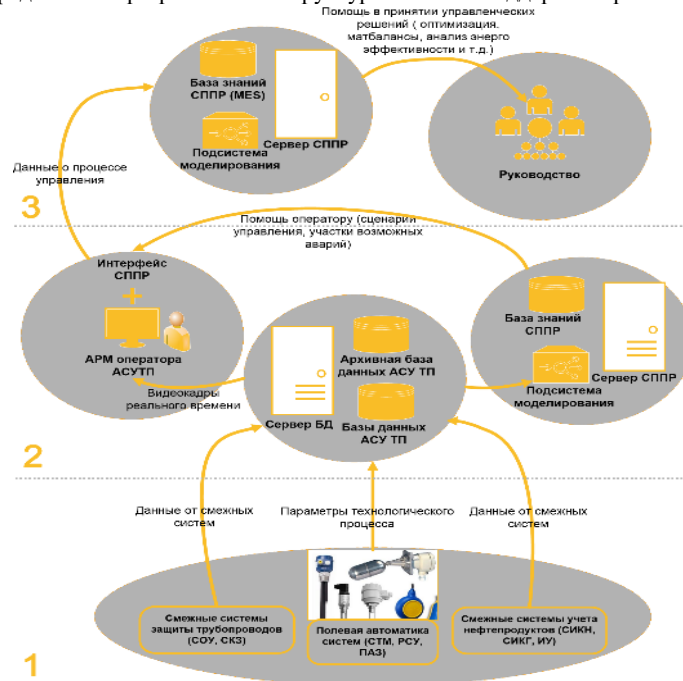 Помощь в принятии управленческих
решений ( оптимизация.
матбалансы, анализ энерго
эффективности и т.д.)
База знаний
СППР (MES)
Сервер СППР
Подсистема
моделирования
Руководство
Данные о процессе
управления
3
Помощь оператору (сценарии
управления, участки возможных
аварий)
Интерфейс
СППР
+
АРМ оператора
АСУТП
Видеокадры
реального времени
Архивная база
данных АСУ ТП
Сервер БД
Базы данных
АСУ ТП
База знаний
СППР
Сервер СППР
Подсистема
моделирования
2
Данные от смежных
систем
Параметры технологического
процесса
Данные от смежных
систем
Смежные системы
защиты трубопроводов
(СОУ, СКЗ)
Полевая автоматика
систем (СТМ, РСУ,
ПАЗ)
Смежные системы учета
нефтепродуктов (СИКН,
СИКГ, ИУ)
1